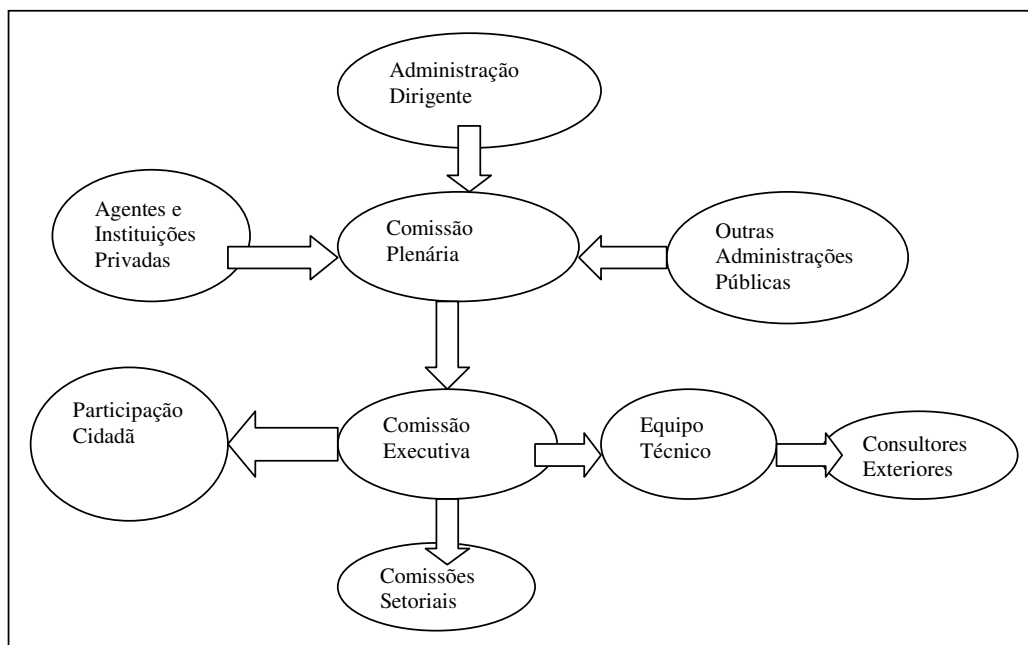 Administração
Dirigente
Agentes e
Instituições
Privadas
Comissão
Plenária
Outras
Administrações
Públicas
Participação
Cidadã
Comissão
Executiva
Equipo
Técnico
Consultores
Exteriores
Comissões
Setoriais